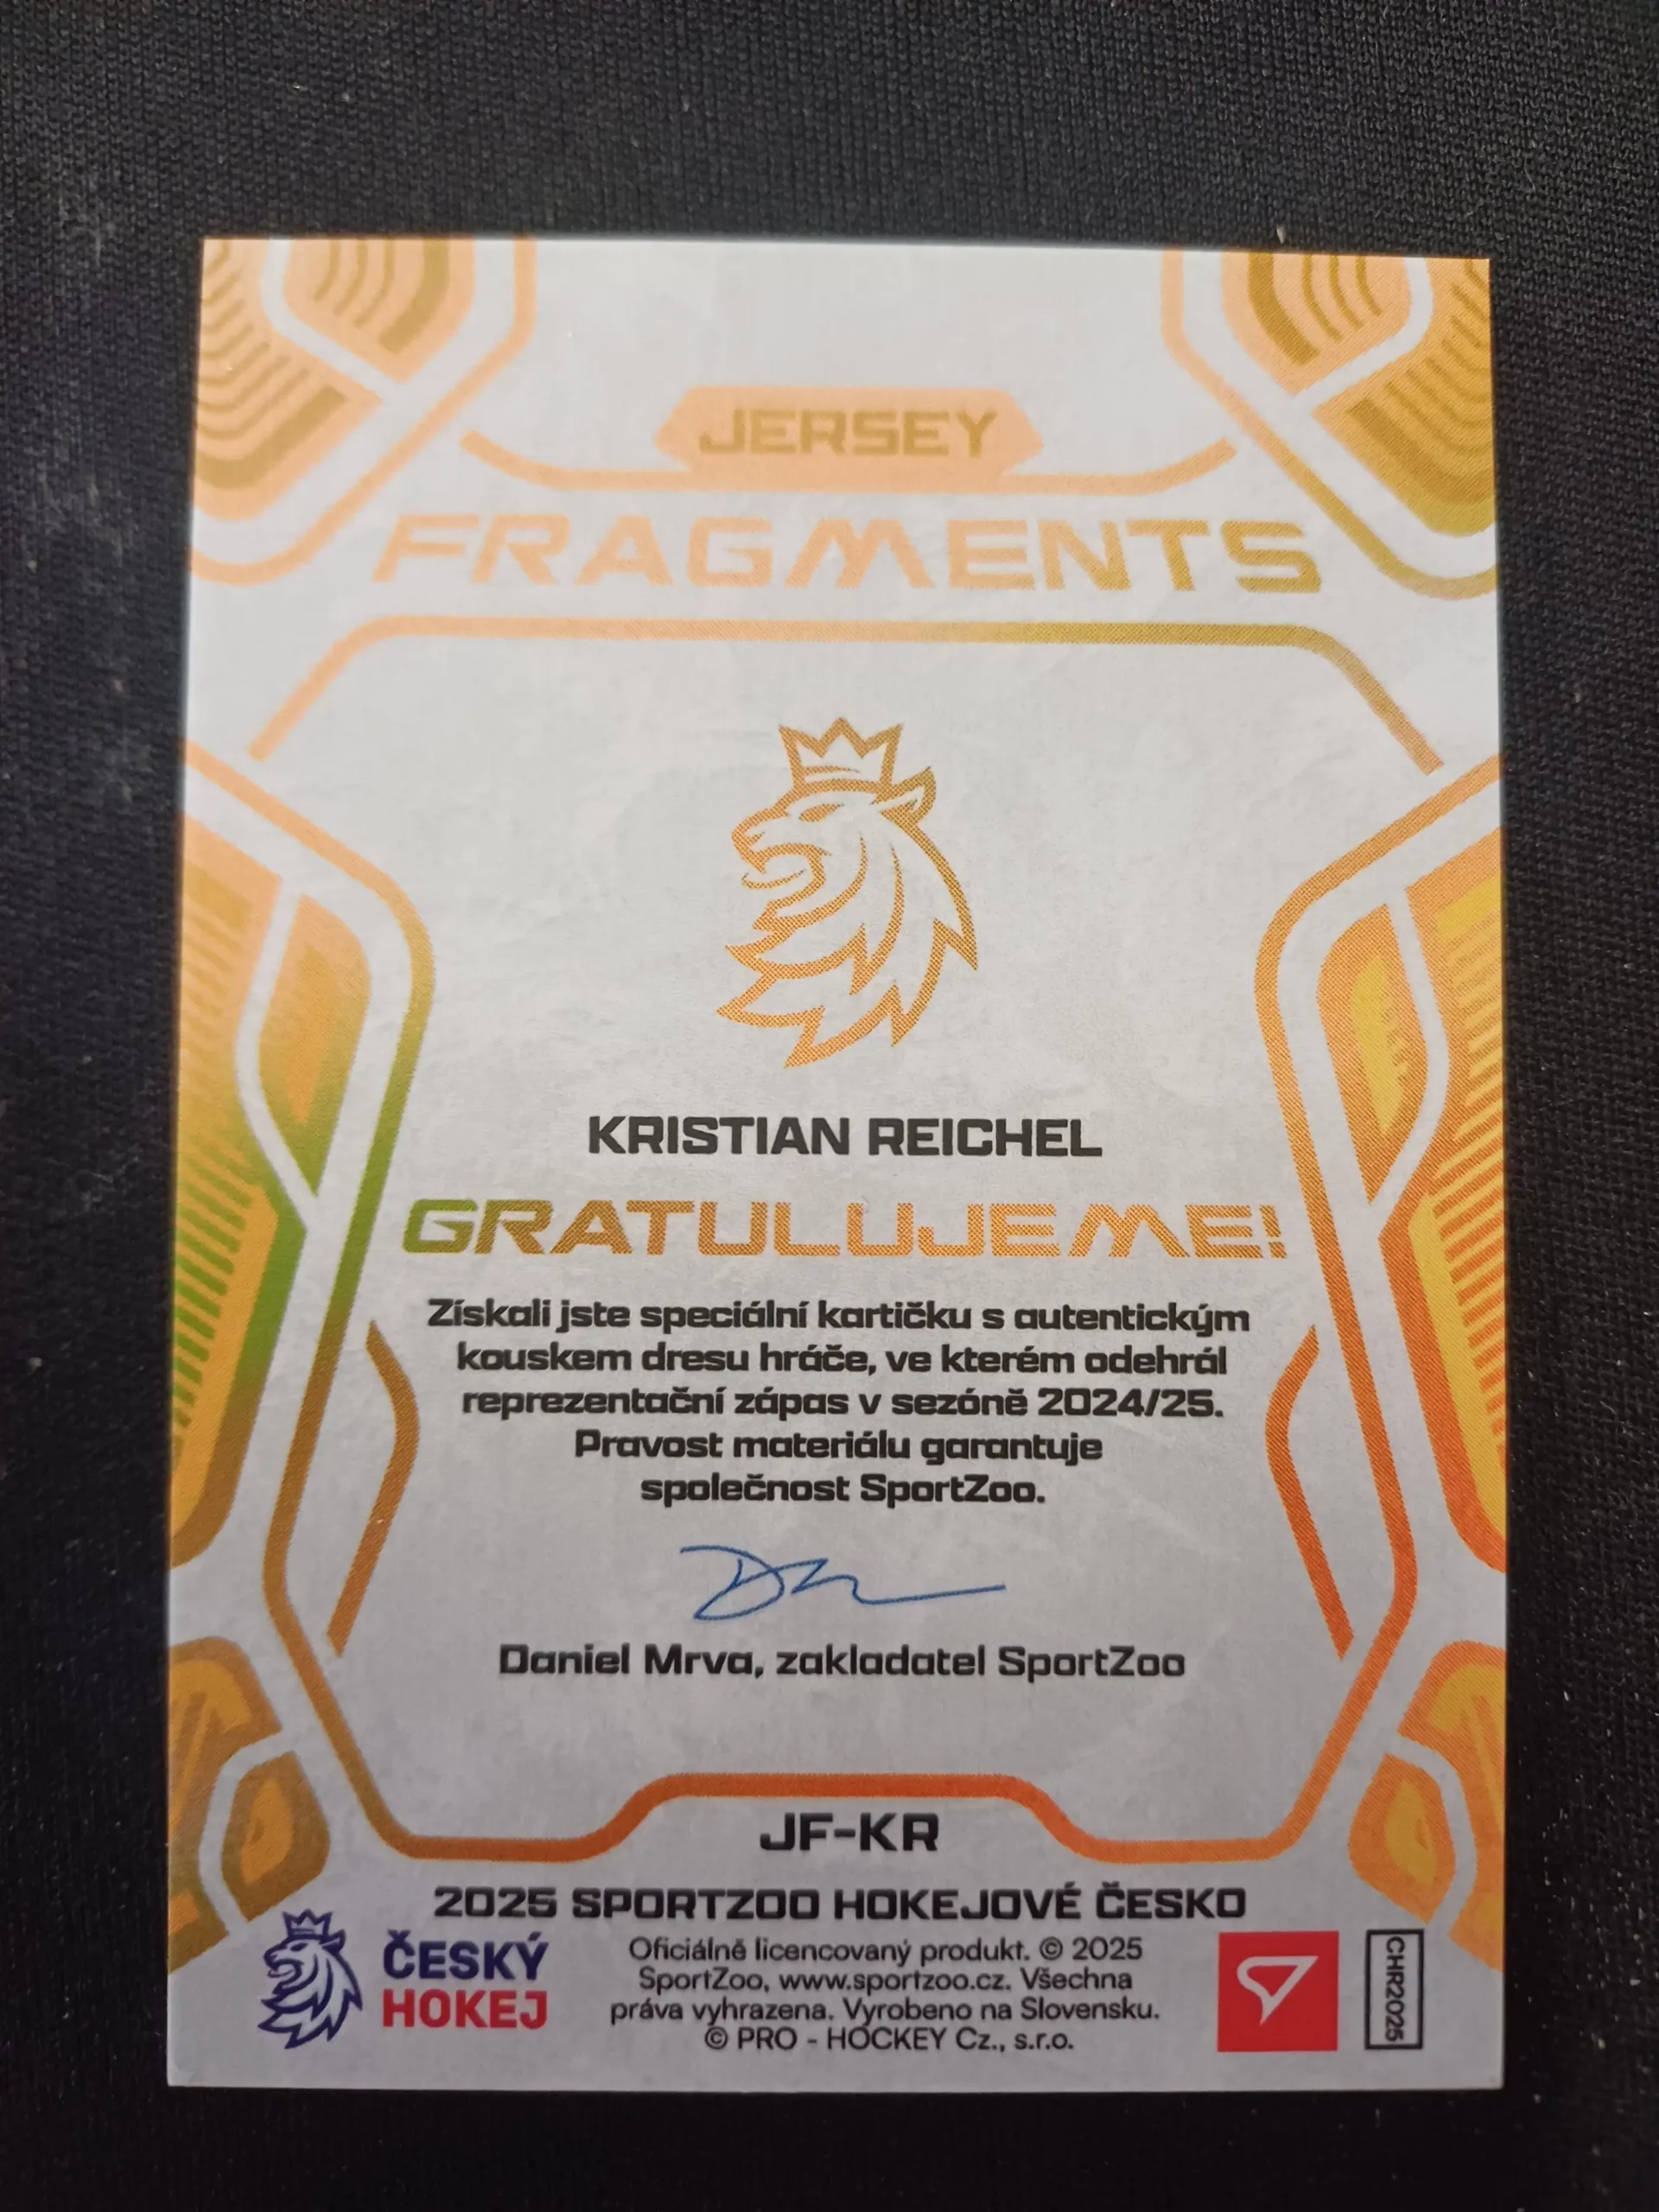 JERSEY
FRAGMENTS
KRISTIAN REICHEL
GRATULUJEME!
Získali jste speciální kartičku s autentickým
kouskem dresu hráče, ve kterém odehrál
reprezentační zápas v sezóně 2024/25.
Pravost materiálu garantuje
společnost SportZoo.
Daniel Mrva, zakladatel SportZoo
JF-KR
2025 SPORTZOO HOKEJOVÉ ČESKO
ČESKÝ
HOKEJ
Oficiálně licencovaný produkt. © 2025
SportZoo, www.sportzoo.cz. Všechna
práva vyhrazena. Vyrobeno na Slovensku.
© PRO - HOCKEY Cz., s.r.o.
CHR2025